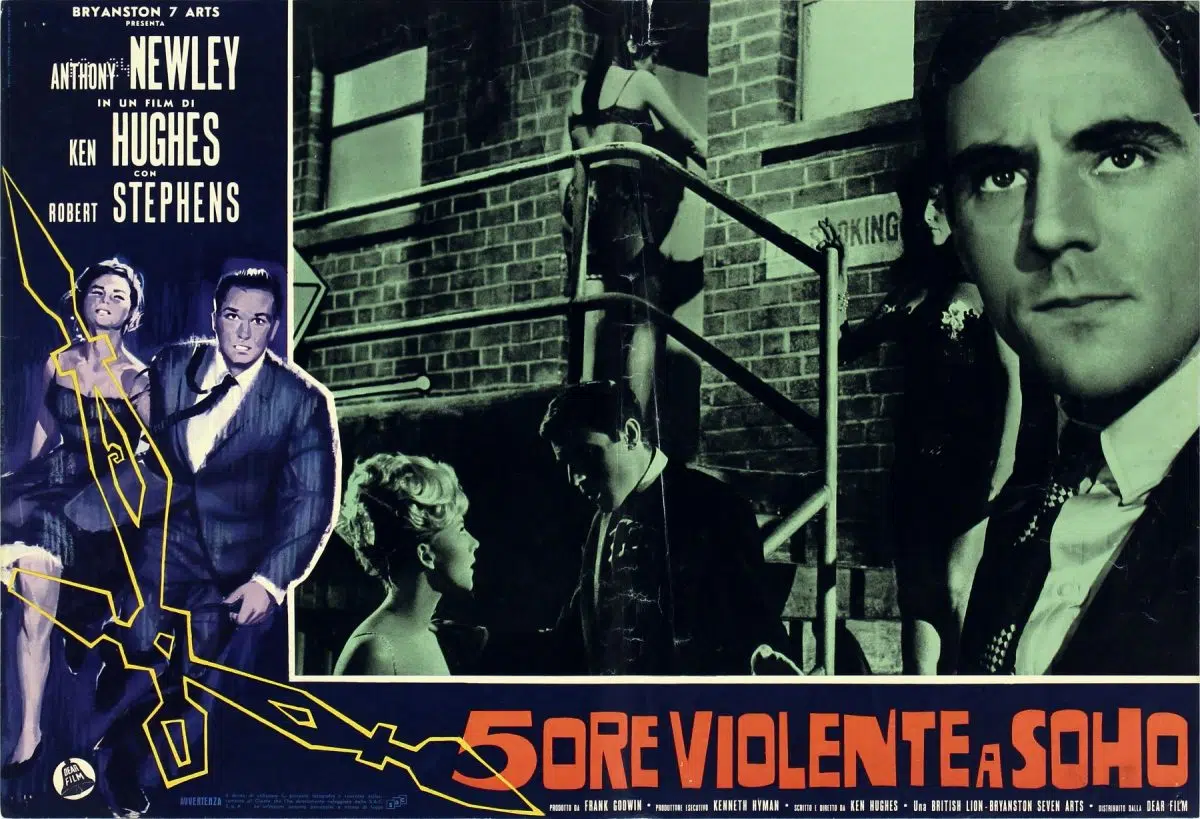 BRYANSTON 7 ARTS
PRESENTA
ANTHONY NEWLEY
IN UN FILM DI
KEN HUGHES
CON
ROBERT STEPHENS
SMOKING
DEAR
FILM
5 ORE VIOLENTE A SOHO
AVVERTENZA
PRODOTTO DA FRANK GODWIN • PRODUTTORE ESECUTIVO KENNETH HYMAN • SCRITTO E DIRETTO DA KEN HUGHES • Una BRITISH LION-BRYANSTON SEVEN ARTS • DISTRIBUITO DALLA DEAR FILM